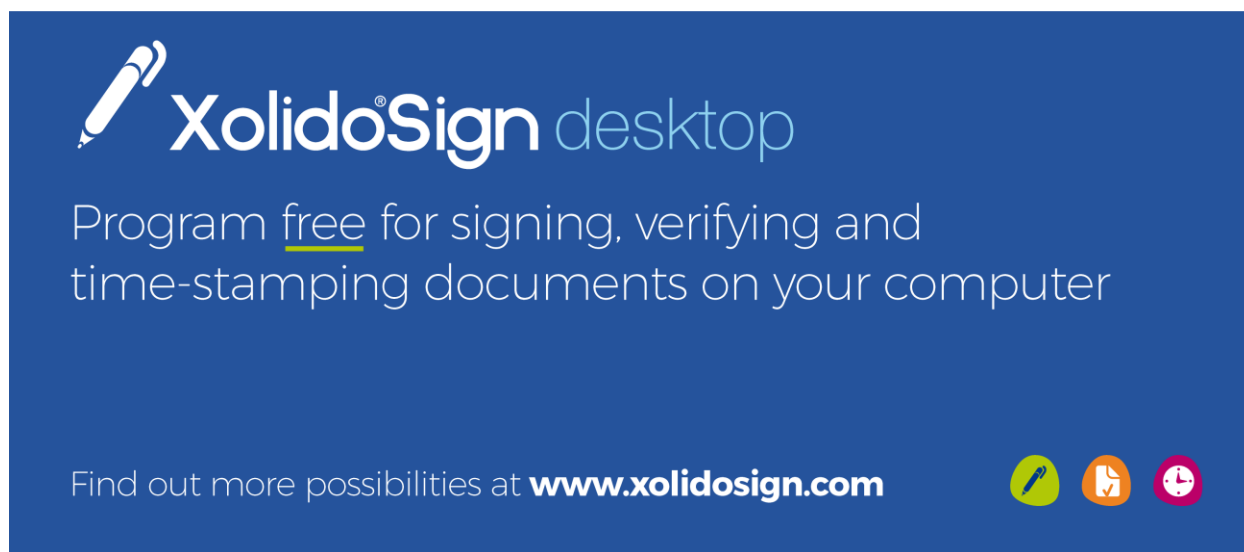 XolidoSign® desktop
Program free for signing, verifying and
time-stamping documents on your computer
Find out more possibilities at www.xolidosign.com